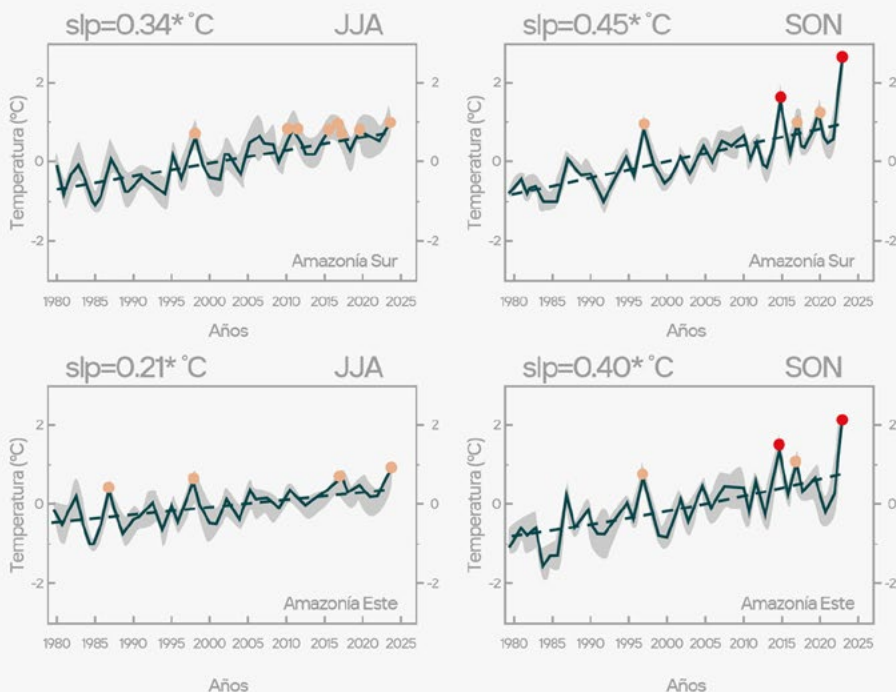 slp=0.34* °C JJA
2
0
-2
Temperatura (°C)
2
0
-2
Amazonía Sur
1980 1985 1990 1995 2000 2005 2010 2015 2020 2025
Años
slp=0.45* °C SON
2
0
-2
Temperatura (°C)
2
0
-2
Amazonía Sur
1980 1985 1990 1995 2000 2005 2010 2015 2020 2025
Años
slp=0.21* °C JJA
2
0
-2
Temperatura (°C)
2
0
-2
Amazonía Este
1980 1985 1990 1995 2000 2005 2010 2015 2020 2025
Años
slp=0.40* °C SON
2
0
-2
Temperatura (°C)
2
0
-2
Amazonía Este
1980 1985 1990 1995 2000 2005 2010 2015 2020 2025
Años